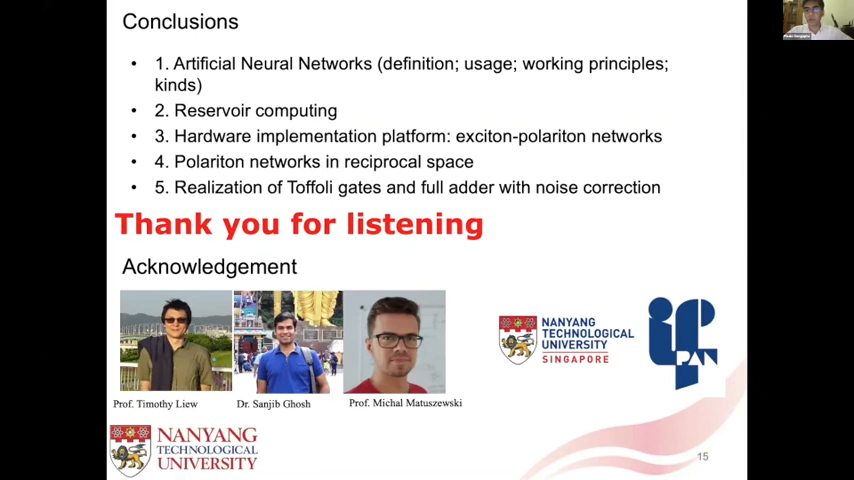 Conclusions
• 1. Artificial Neural Networks (definition; usage; working principles;
kinds)
• 2. Reservoir computing
• 3. Hardware implementation platform: exciton-polariton networks
• 4. Polariton networks in reciprocal space
• 5. Realization of Toffoli gates and full adder with noise correction
Thank you for listening
Acknowledgement
NANYANG
TECHNOLOGICAL
UNIVERSITY
SINGAPORE
if
PAN
Prof. Timothy Liew
Dr. Sanjib Ghosh
Prof. Michal Matuszewski
NANYANG
TECHNOLOGICAL
UNIVERSITY
15